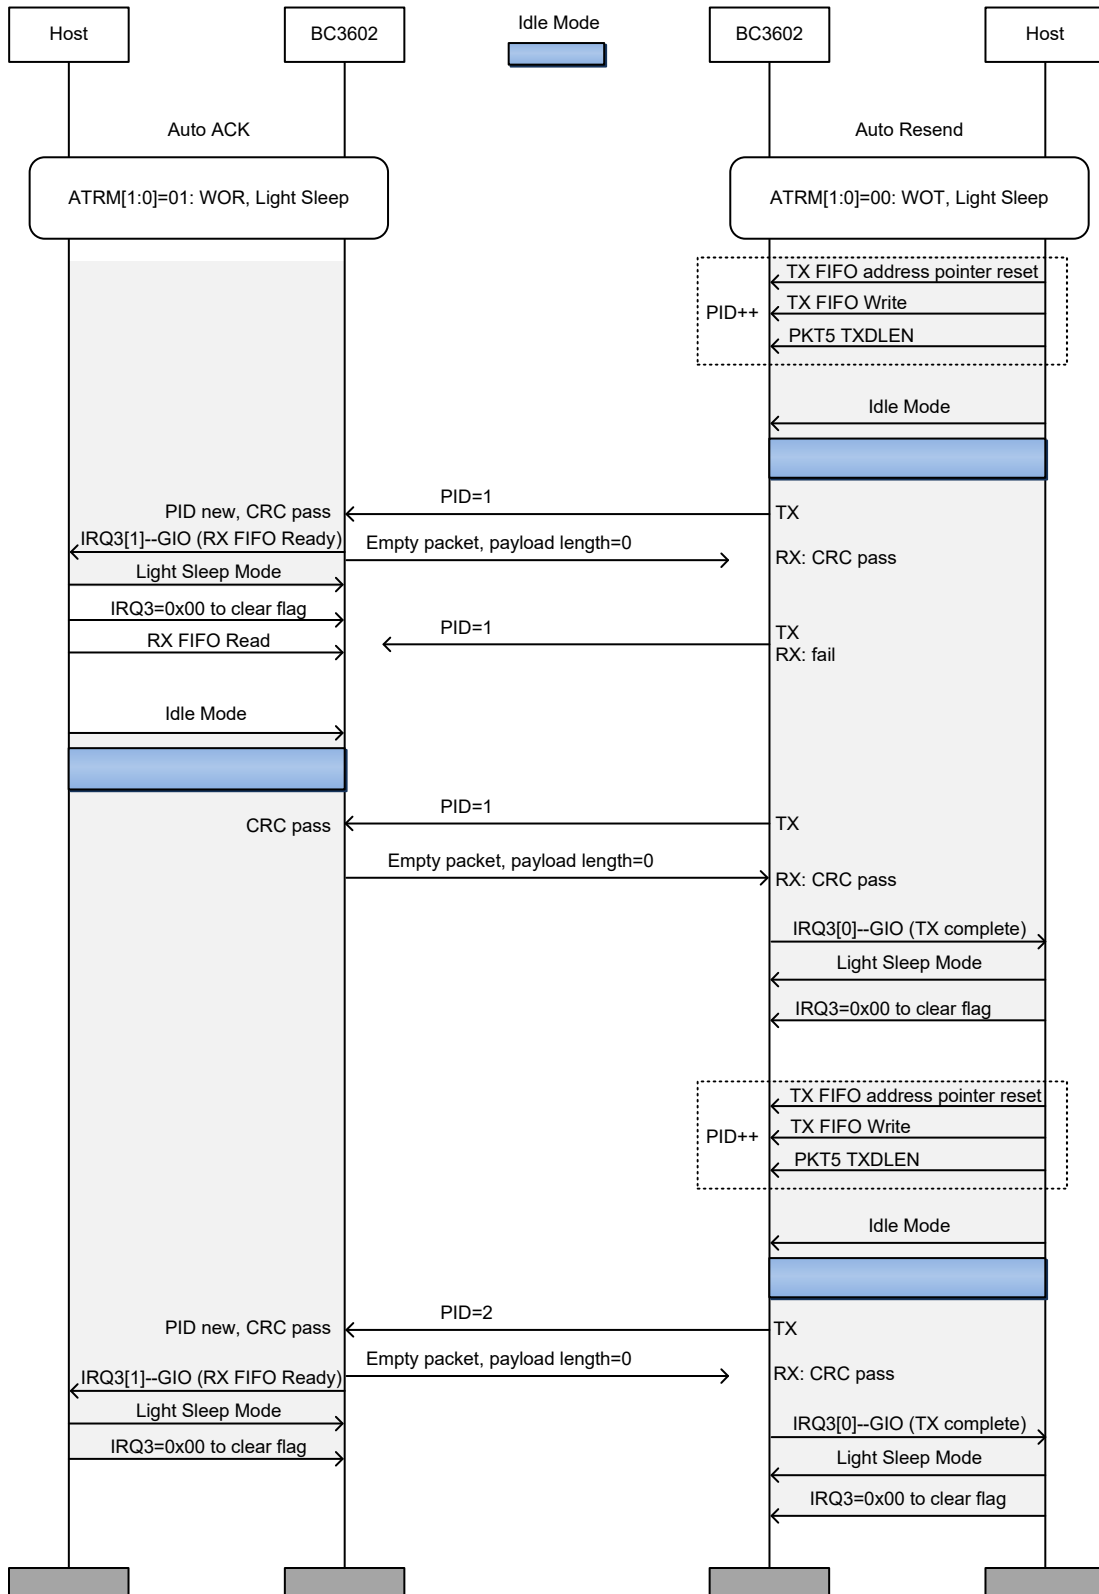 Host
BC3602
Idle Mode
BC3602
Host
Auto ACK
Auto Resend
ATRM[1:0]=01: WOR, Light Sleep
ATRM[1:0]=00: WOT, Light Sleep
TX FIFO address pointer reset
PID++
TX FIFO Write
PKT5 TXDLEN
Idle Mode
PID=1
PID new, CRC pass
TX
IRQ3[1]--GIO (RX FIFO Ready)
Empty packet, payload length=0
RX: CRC pass
Light Sleep Mode
IRQ3=0x00 to clear flag
PID=1
TX
RX FIFO Read
RX: fail
Idle Mode
PID=1
CRC pass
TX
Empty packet, payload length=0
RX: CRC pass
IRQ3[0]--GIO (TX complete)
Light Sleep Mode
IRQ3=0x00 to clear flag
TX FIFO address pointer reset
PID++
TX FIFO Write
PKT5 TXDLEN
Idle Mode
PID=2
PID new, CRC pass
TX
Empty packet, payload length=0
IRQ3[1]--GIO (RX FIFO Ready)
RX: CRC pass
Light Sleep Mode
IRQ3[0]--GIO (TX complete)
IRQ3=0x00 to clear flag
Light Sleep Mode
IRQ3=0x00 to clear flag